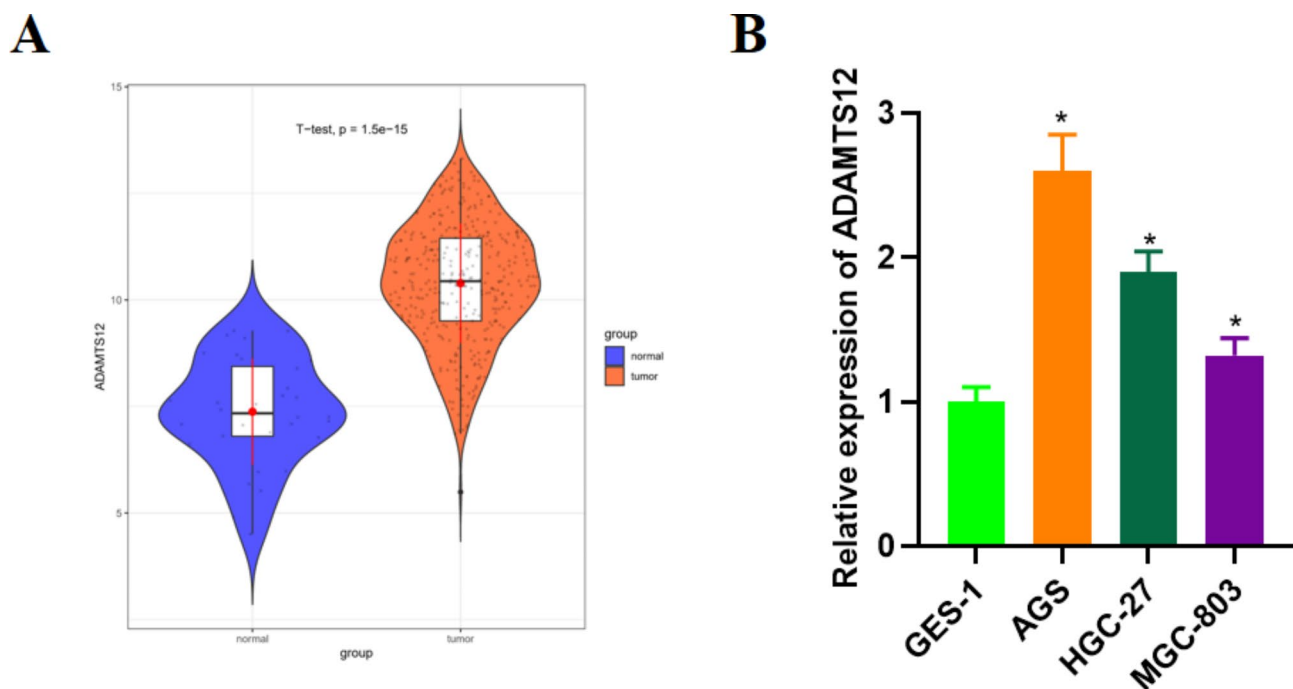 A
ADAMTS12
15
10
5
T-test, p = 1.5e-15
normal
tumor
group
group
normal
tumor
B
Relative expression of ADAMTS12
3
2
1
0
*
*
*
GES-1
AGS
HGC-27
MGC-803